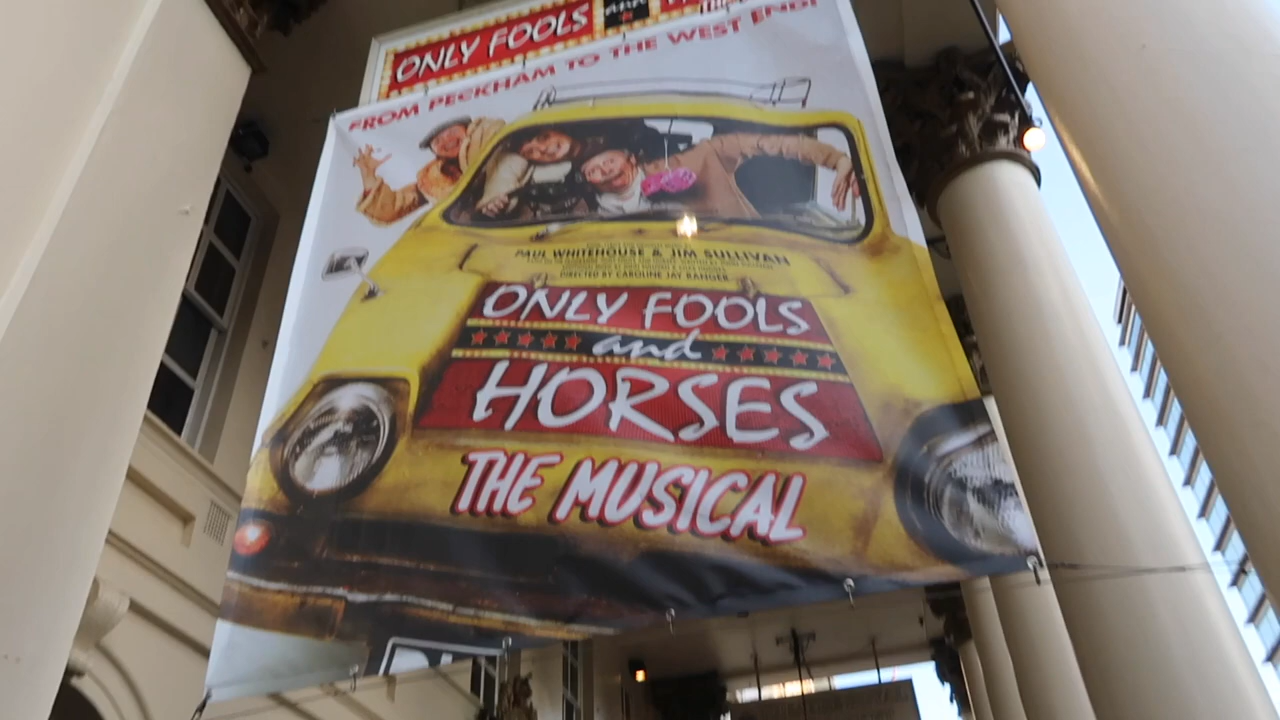 ONLY FOOLS and
FROM PECKHAM TO THE WEST END!
PAUL WHITEHOUSE & JIM SULLIVAN
DIRECTED BY CAROLINE JAY RANGER
ONLY FOOLS
and
HORSES
THE MUSICAL